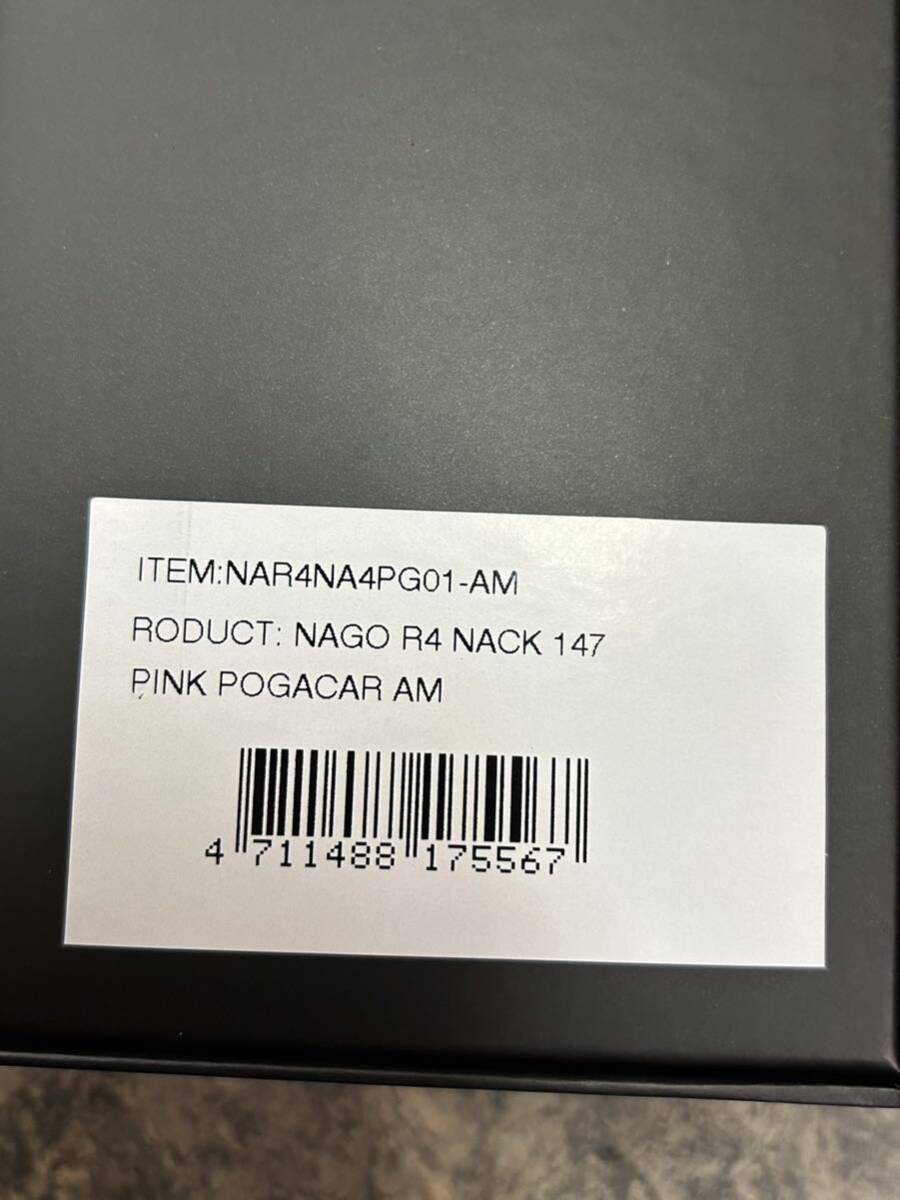 ITEM:NAR4NA4PG01-AM
RODUCT: NAGO R4 NACK 147
PINK POGACAR AM
4 711488 175567